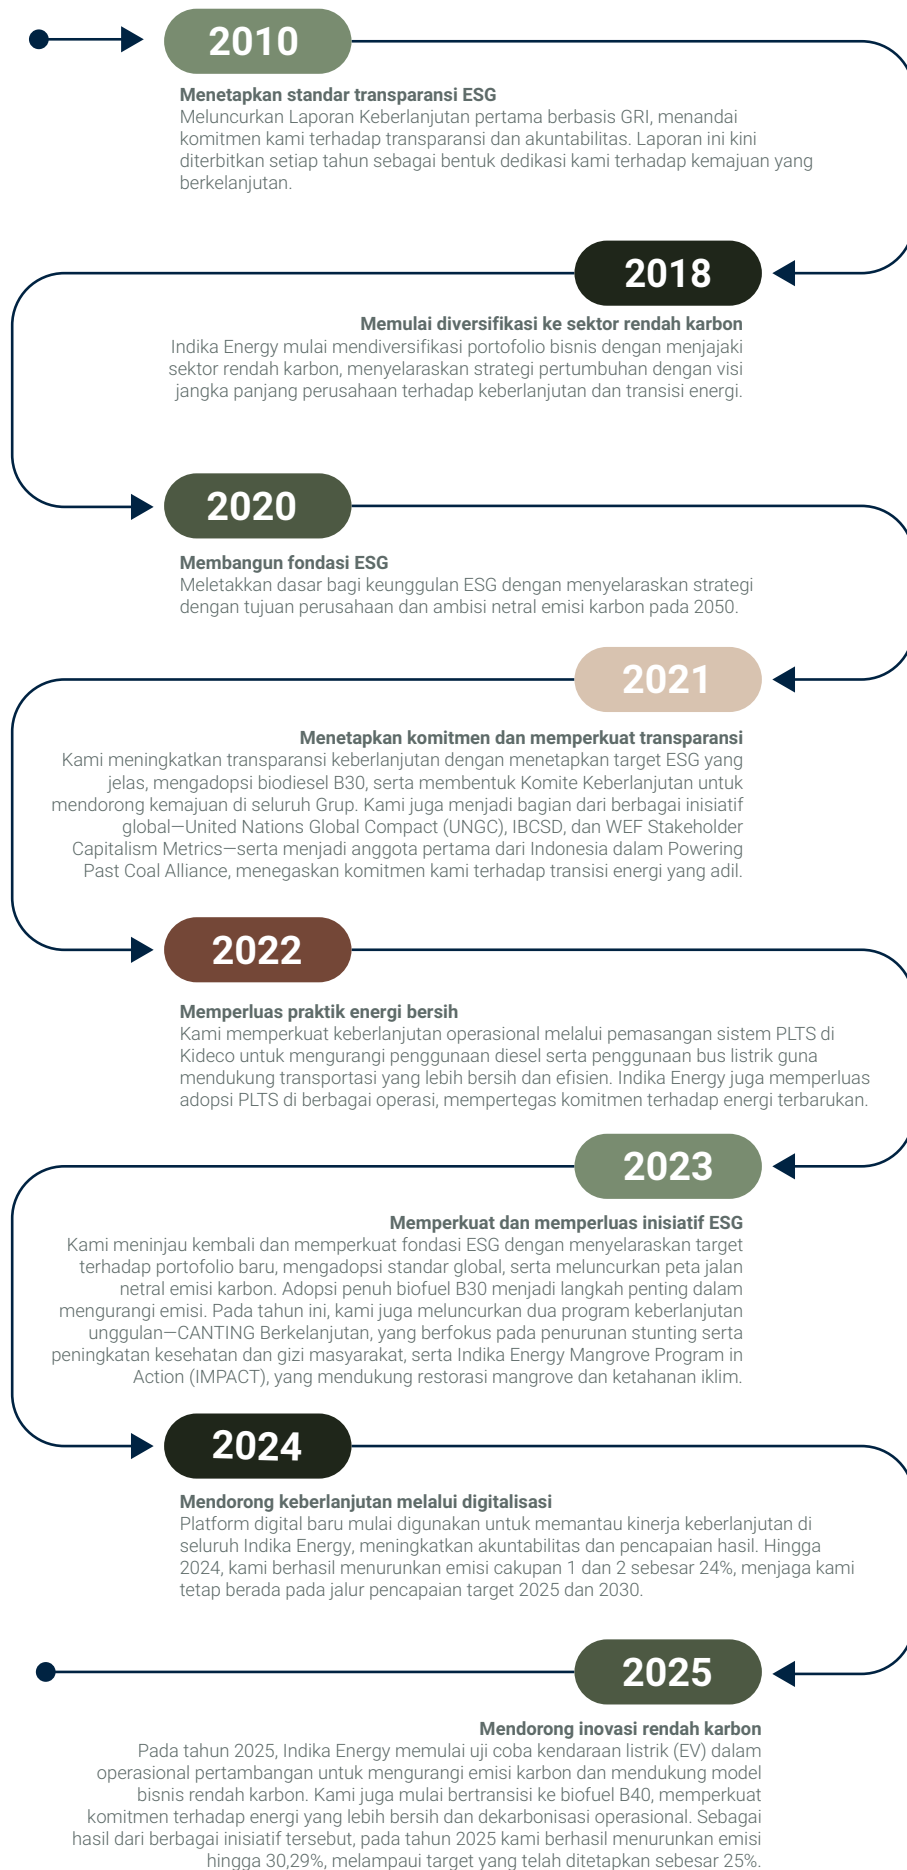 2010
Menetapkan standar transparansi ESG
Meluncurkan Laporan Keberlanjutan pertama berbasis GRI, menandai
komitmen kami terhadap transparansi dan akuntabilitas. Laporan ini kini
diterbitkan setiap tahun sebagai bentuk dedikasi kami terhadap kemajuan yang
berkelanjutan.
2018
Memulai diversifikasi ke sektor rendah karbon
Indika Energy mulai mendiversifikasi portofolio bisnis dengan menjajaki
sektor rendah karbon, menyelaraskan strategi pertumbuhan dengan visi
jangka panjang perusahaan terhadap keberlanjutan dan transisi energi.
2020
Membangun fondasi ESG
Meletakkan dasar bagi keunggulan ESG dengan menyelaraskan strategi
dengan tujuan perusahaan dan ambisi netral emisi karbon pada 2050.
2021
Menetapkan komitmen dan memperkuat transparansi
Kami meningkatkan transparansi keberlanjutan dengan menetapkan target ESG yang
jelas, mengadopsi biodiesel B30, serta membentuk Komite Keberlanjutan untuk
mendorong kemajuan di seluruh Grup. Kami juga menjadi bagian dari berbagai inisiatif
global—United Nations Global Compact (UNGC), IBCSD, dan WEF Stakeholder
Capitalism Metrics—serta menjadi anggota pertama dari Indonesia dalam Powering
Past Coal Alliance, menegaskan komitmen kami terhadap transisi energi yang adil.
2022
Memperluas praktik energi bersih
Kami memperkuat keberlanjutan operasional melalui pemasangan sistem PLTS di
Kideco untuk mengurangi penggunaan diesel serta penggunaan bus listrik guna
mendukung transportasi yang lebih bersih dan efisien. Indika Energy juga memperluas
adopsi PLTS di berbagai operasi, mempertegas komitmen terhadap energi terbarukan.
2023
Memperkuat dan memperluas inisiatif ESG
Kami meninjau kembali dan memperkuat fondasi ESG dengan menyelaraskan target
terhadap portofolio baru, mengadopsi standar global, serta meluncurkan peta jalan
netral emisi karbon. Adopsi penuh biofuel B30 menjadi langkah penting dalam
mengurangi emisi. Pada tahun ini, kami juga meluncurkan dua program keberlanjutan
unggulan—CANTING Berkelanjutan, yang berfokus pada penurunan stunting serta
peningkatan kesehatan dan gizi masyarakat, serta Indika Energy Mangrove Program in
Action (IMPACT), yang mendukung restorasi mangrove dan ketahanan iklim.
2024
Mendorong keberlanjutan melalui digitalisasi
Platform digital baru mulai digunakan untuk memantau kinerja keberlanjutan di
seluruh Indika Energy, meningkatkan akuntabilitas dan pencapaian hasil. Hingga
2024, kami berhasil menurunkan emisi cakupan 1 dan 2 sebesar 24%, menjaga kami
tetap berada pada jalur pencapaian target 2025 dan 2030.
2025
Mendorong inovasi rendah karbon
Pada tahun 2025, Indika Energy memulai uji coba kendaraan listrik (EV) dalam
operasional pertambangan untuk mengurangi emisi karbon dan mendukung model
bisnis rendah karbon. Kami juga mulai bertransisi ke biofuel B40, memperkuat
komitmen terhadap energi yang lebih bersih dan dekarbonisasi operasional. Sebagai
hasil dari berbagai inisiatif tersebut, pada tahun 2025 kami berhasil menurunkan emisi
hingga 30,29%, melampaui target yang telah ditetapkan sebesar 25%.